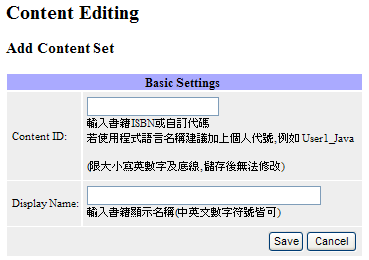 Content Editing
Add Content Set
Basic Settings
Content ID:
輸入書籍ISBN或自訂代碼
若使用程式語言名稱建議加上個人代號,例如 User1_Java
(限大小寫英數字及底線,儲存後無法修改)
Display Name:
輸入書籍顯示名稱(中英文數字符號皆可)
Save Cancel